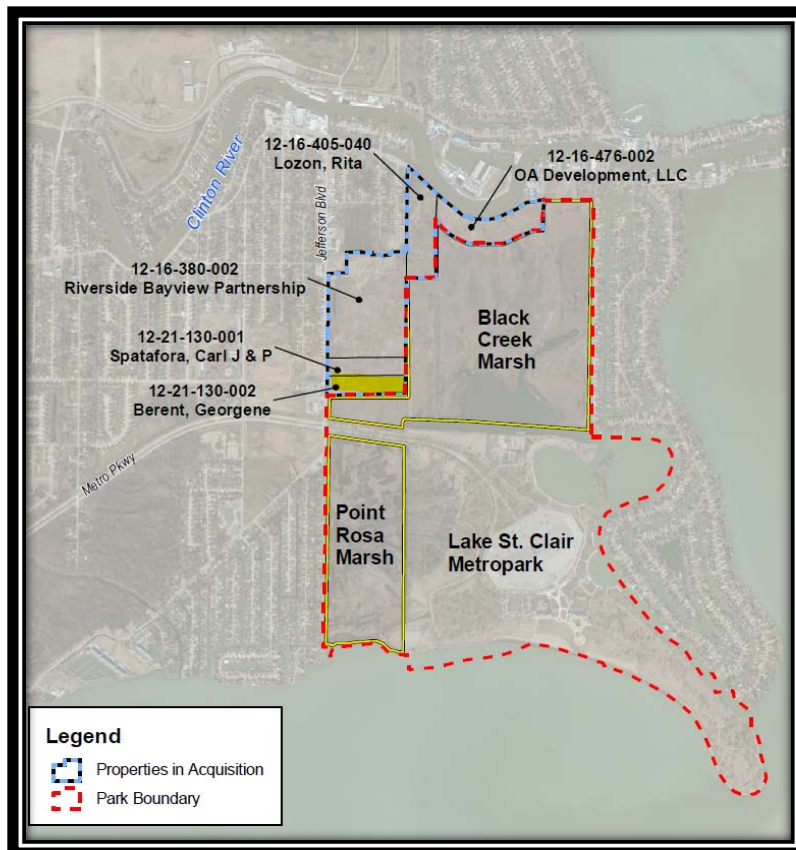 12-16-405-040
Lozon, Rita
12-16-476-002
OA Development, LLC
Clinton River
Jefferson Blvd
12-16-380-002
Riverside Bayview Partnership
12-21-130-001
Spatafora, Carl J & P
12-21-130-002
Berent, Georgene
Black
Creek
Marsh
Metro Pkwy
Point
Rosa
Marsh
Lake St. Clair
Metropark
Legend
Properties in Acquisition
Park Boundary